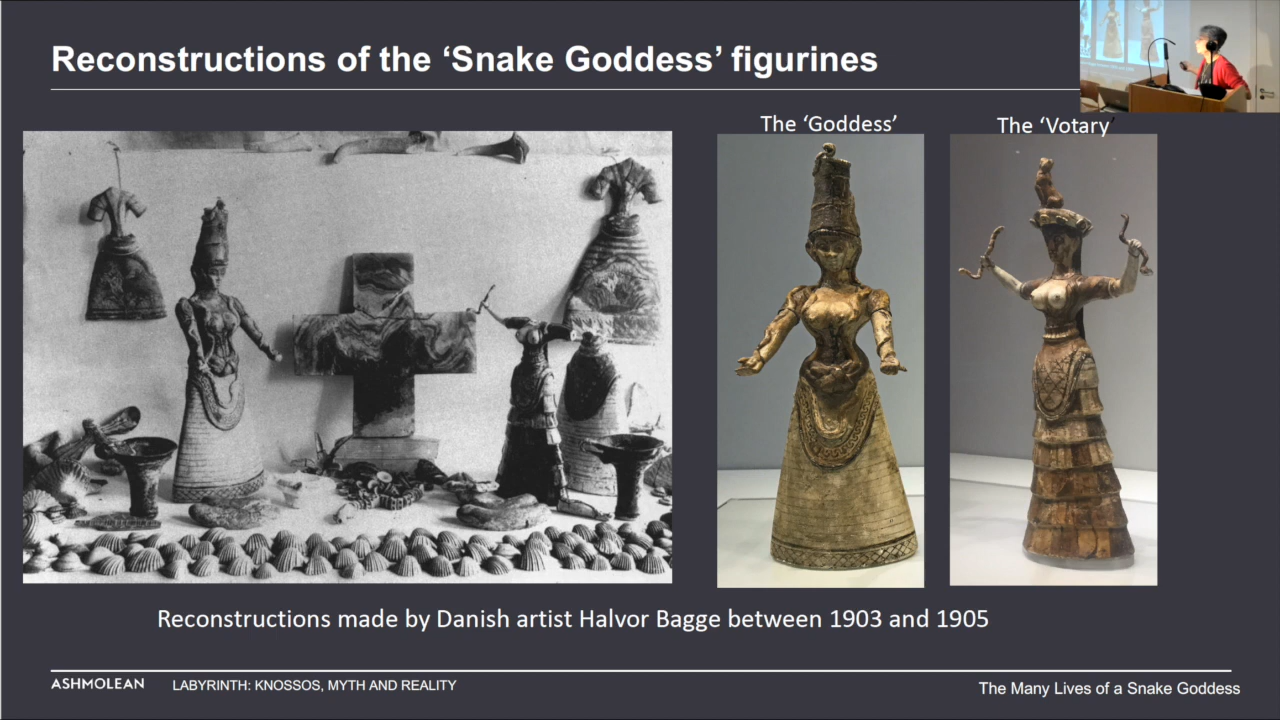 Reconstructions of the ‘Snake Goddess’ figurines
The ‘Goddess’
The ‘Votary’
Reconstructions made by Danish artist Halvor Bagge between 1903 and 1905
ASHMOLEAN
LABYRINTH: KNOSSOS, MYTH AND REALITY
The Many Lives of a Snake Goddess